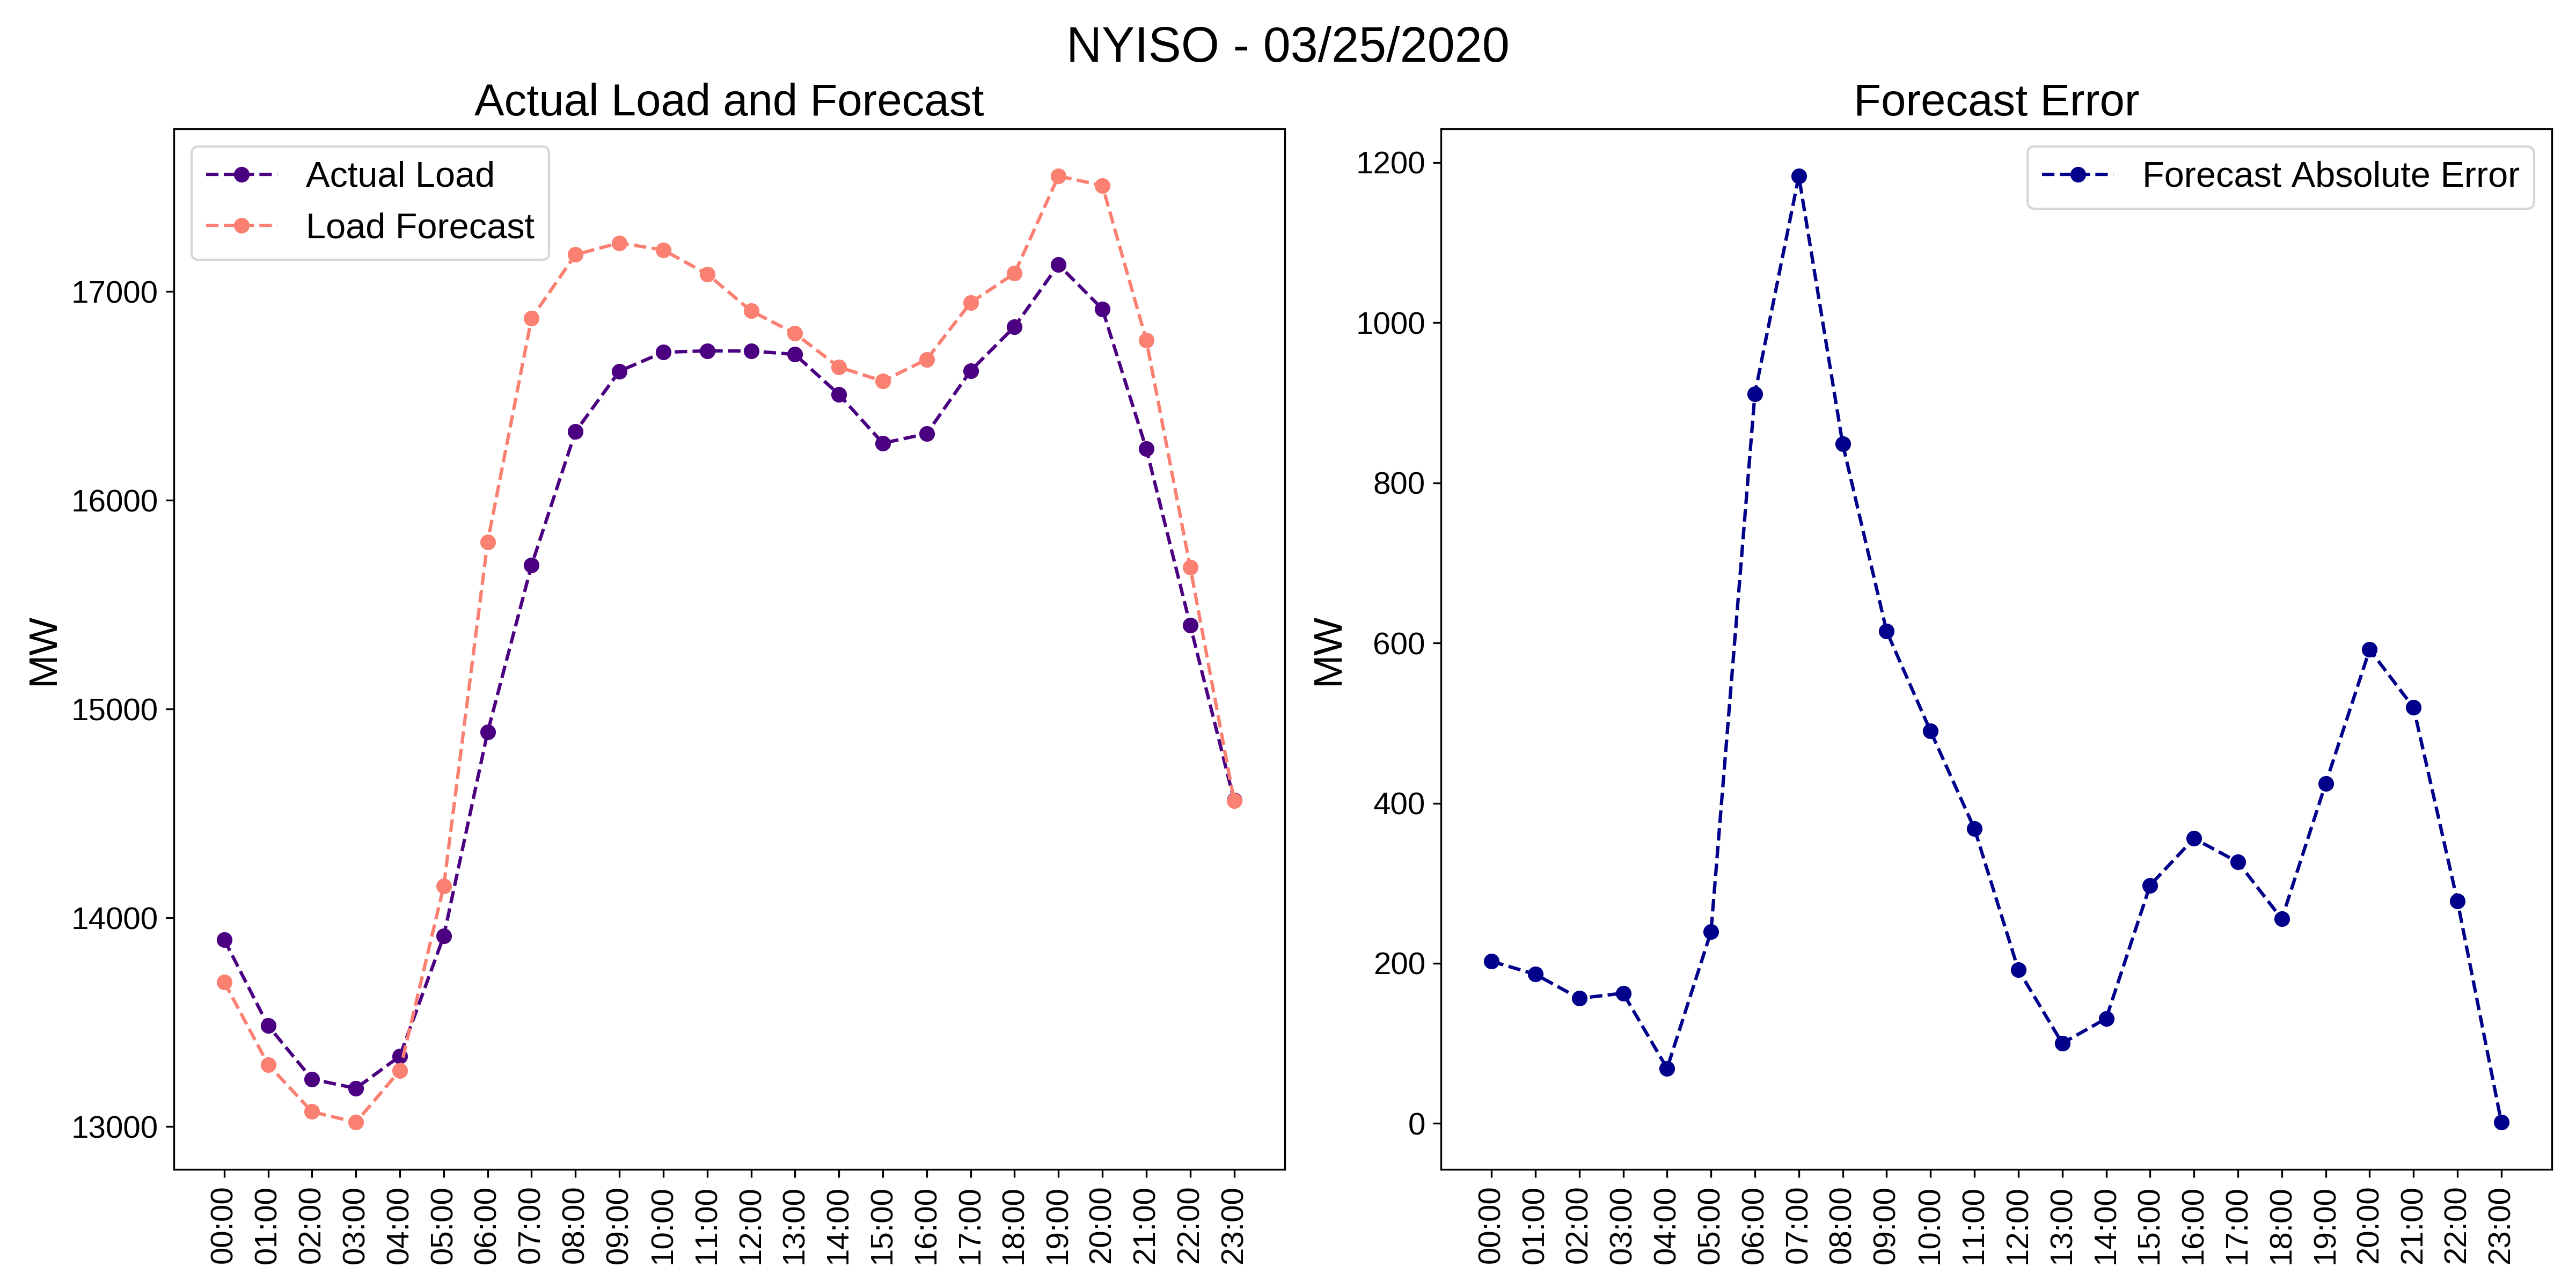 NYISO - 03/25/2020
Actual Load and Forecast
Actual Load
Load Forecast
MW
17000
16000
15000
14000
13000
00:00 01:00 02:00 03:00 04:00 05:00 06:00 07:00 08:00 09:00 10:00 11:00 12:00 13:00 14:00 15:00 16:00 17:00 18:00 19:00 20:00 21:00 22:00 23:00
Forecast Error
Forecast Absolute Error
MW
1200
1000
800
600
400
200
0
00:00 01:00 02:00 03:00 04:00 05:00 06:00 07:00 08:00 09:00 10:00 11:00 12:00 13:00 14:00 15:00 16:00 17:00 18:00 19:00 20:00 21:00 22:00 23:00